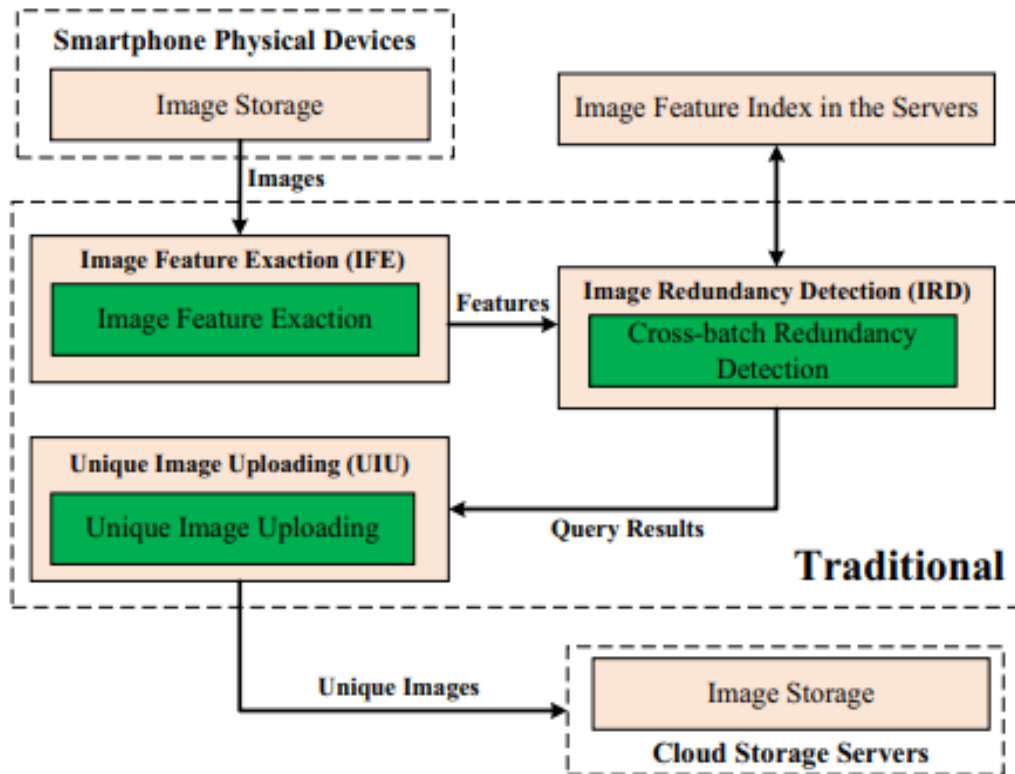 Smartphone Physical Devices
Image Storage
Image Feature Index in the Servers
Images
Image Feature Exaction (IFE)
Image Feature Exaction
Features
Image Redundancy Detection (IRD)
Cross-batch Redundancy
Detection
Unique Image Uploading (UIU)
Unique Image Uploading
Query Results
Traditional
Unique Images
Image Storage
Cloud Storage Servers